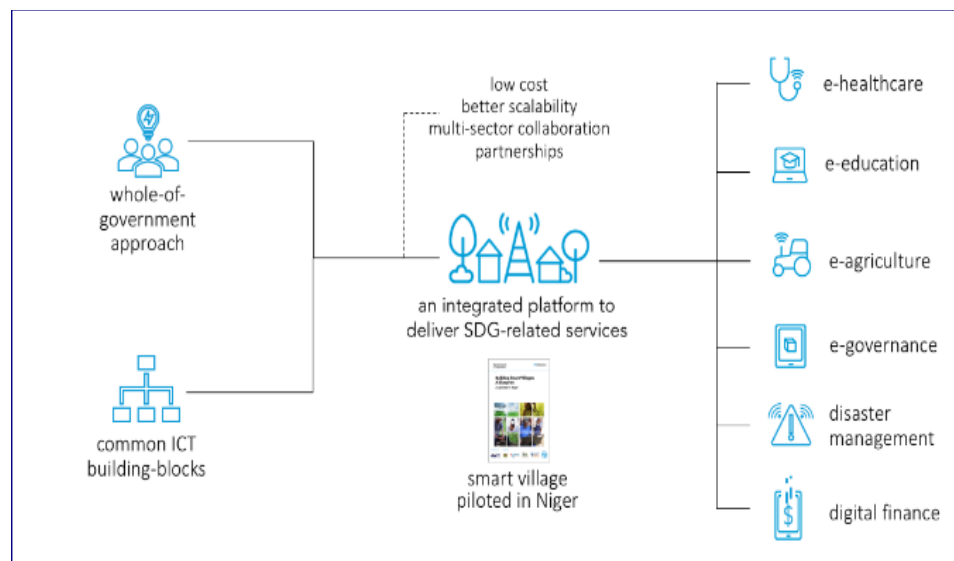 low cost
better scalability
multi-sector collaboration
partnerships
whole-of-
government
approach
an integrated platform to
deliver SDG-related services
common ICT
building-blocks
smart village
piloted in Niger
e-healthcare
e-education
e-agriculture
e-governance
disaster
management
digital finance
$